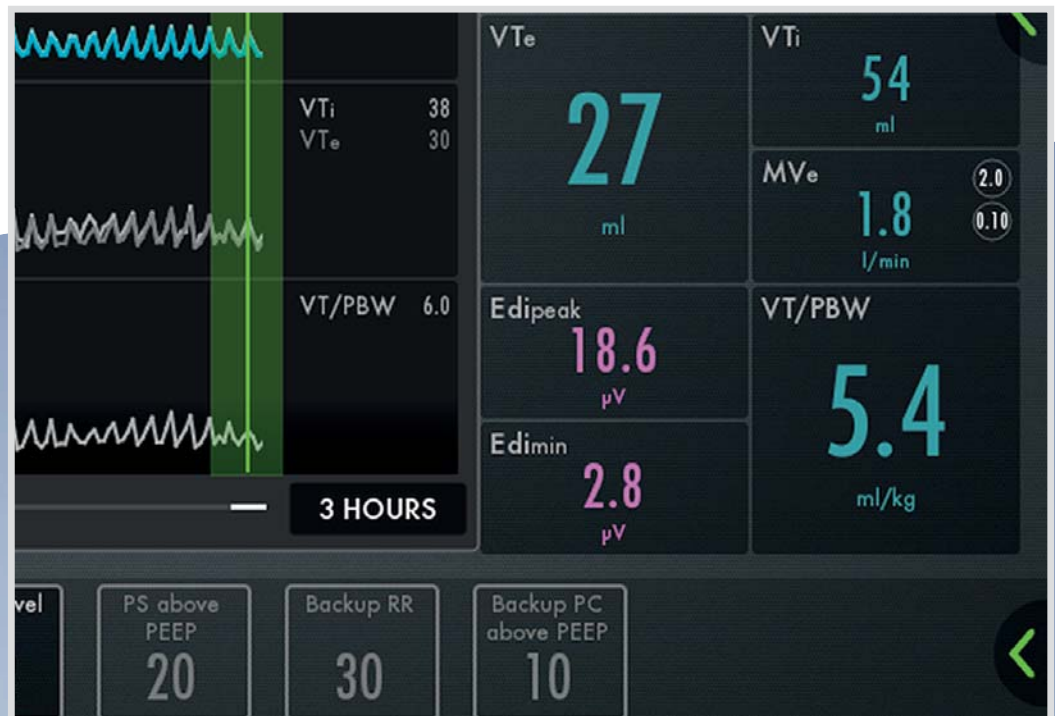 VTi 38
VTe 30
VT/PBW 6.0
3 HOURS
VTe
27
ml
VTi
54
ml
MVe
1.8
l/min
2.0
0.10
Edipeak
18.6
µV
Edimin
2.8
µV
VT/PBW
5.4
ml/kg
vel
PS above
PEEP
20
Backup RR
30
Backup PC
above PEEP
10